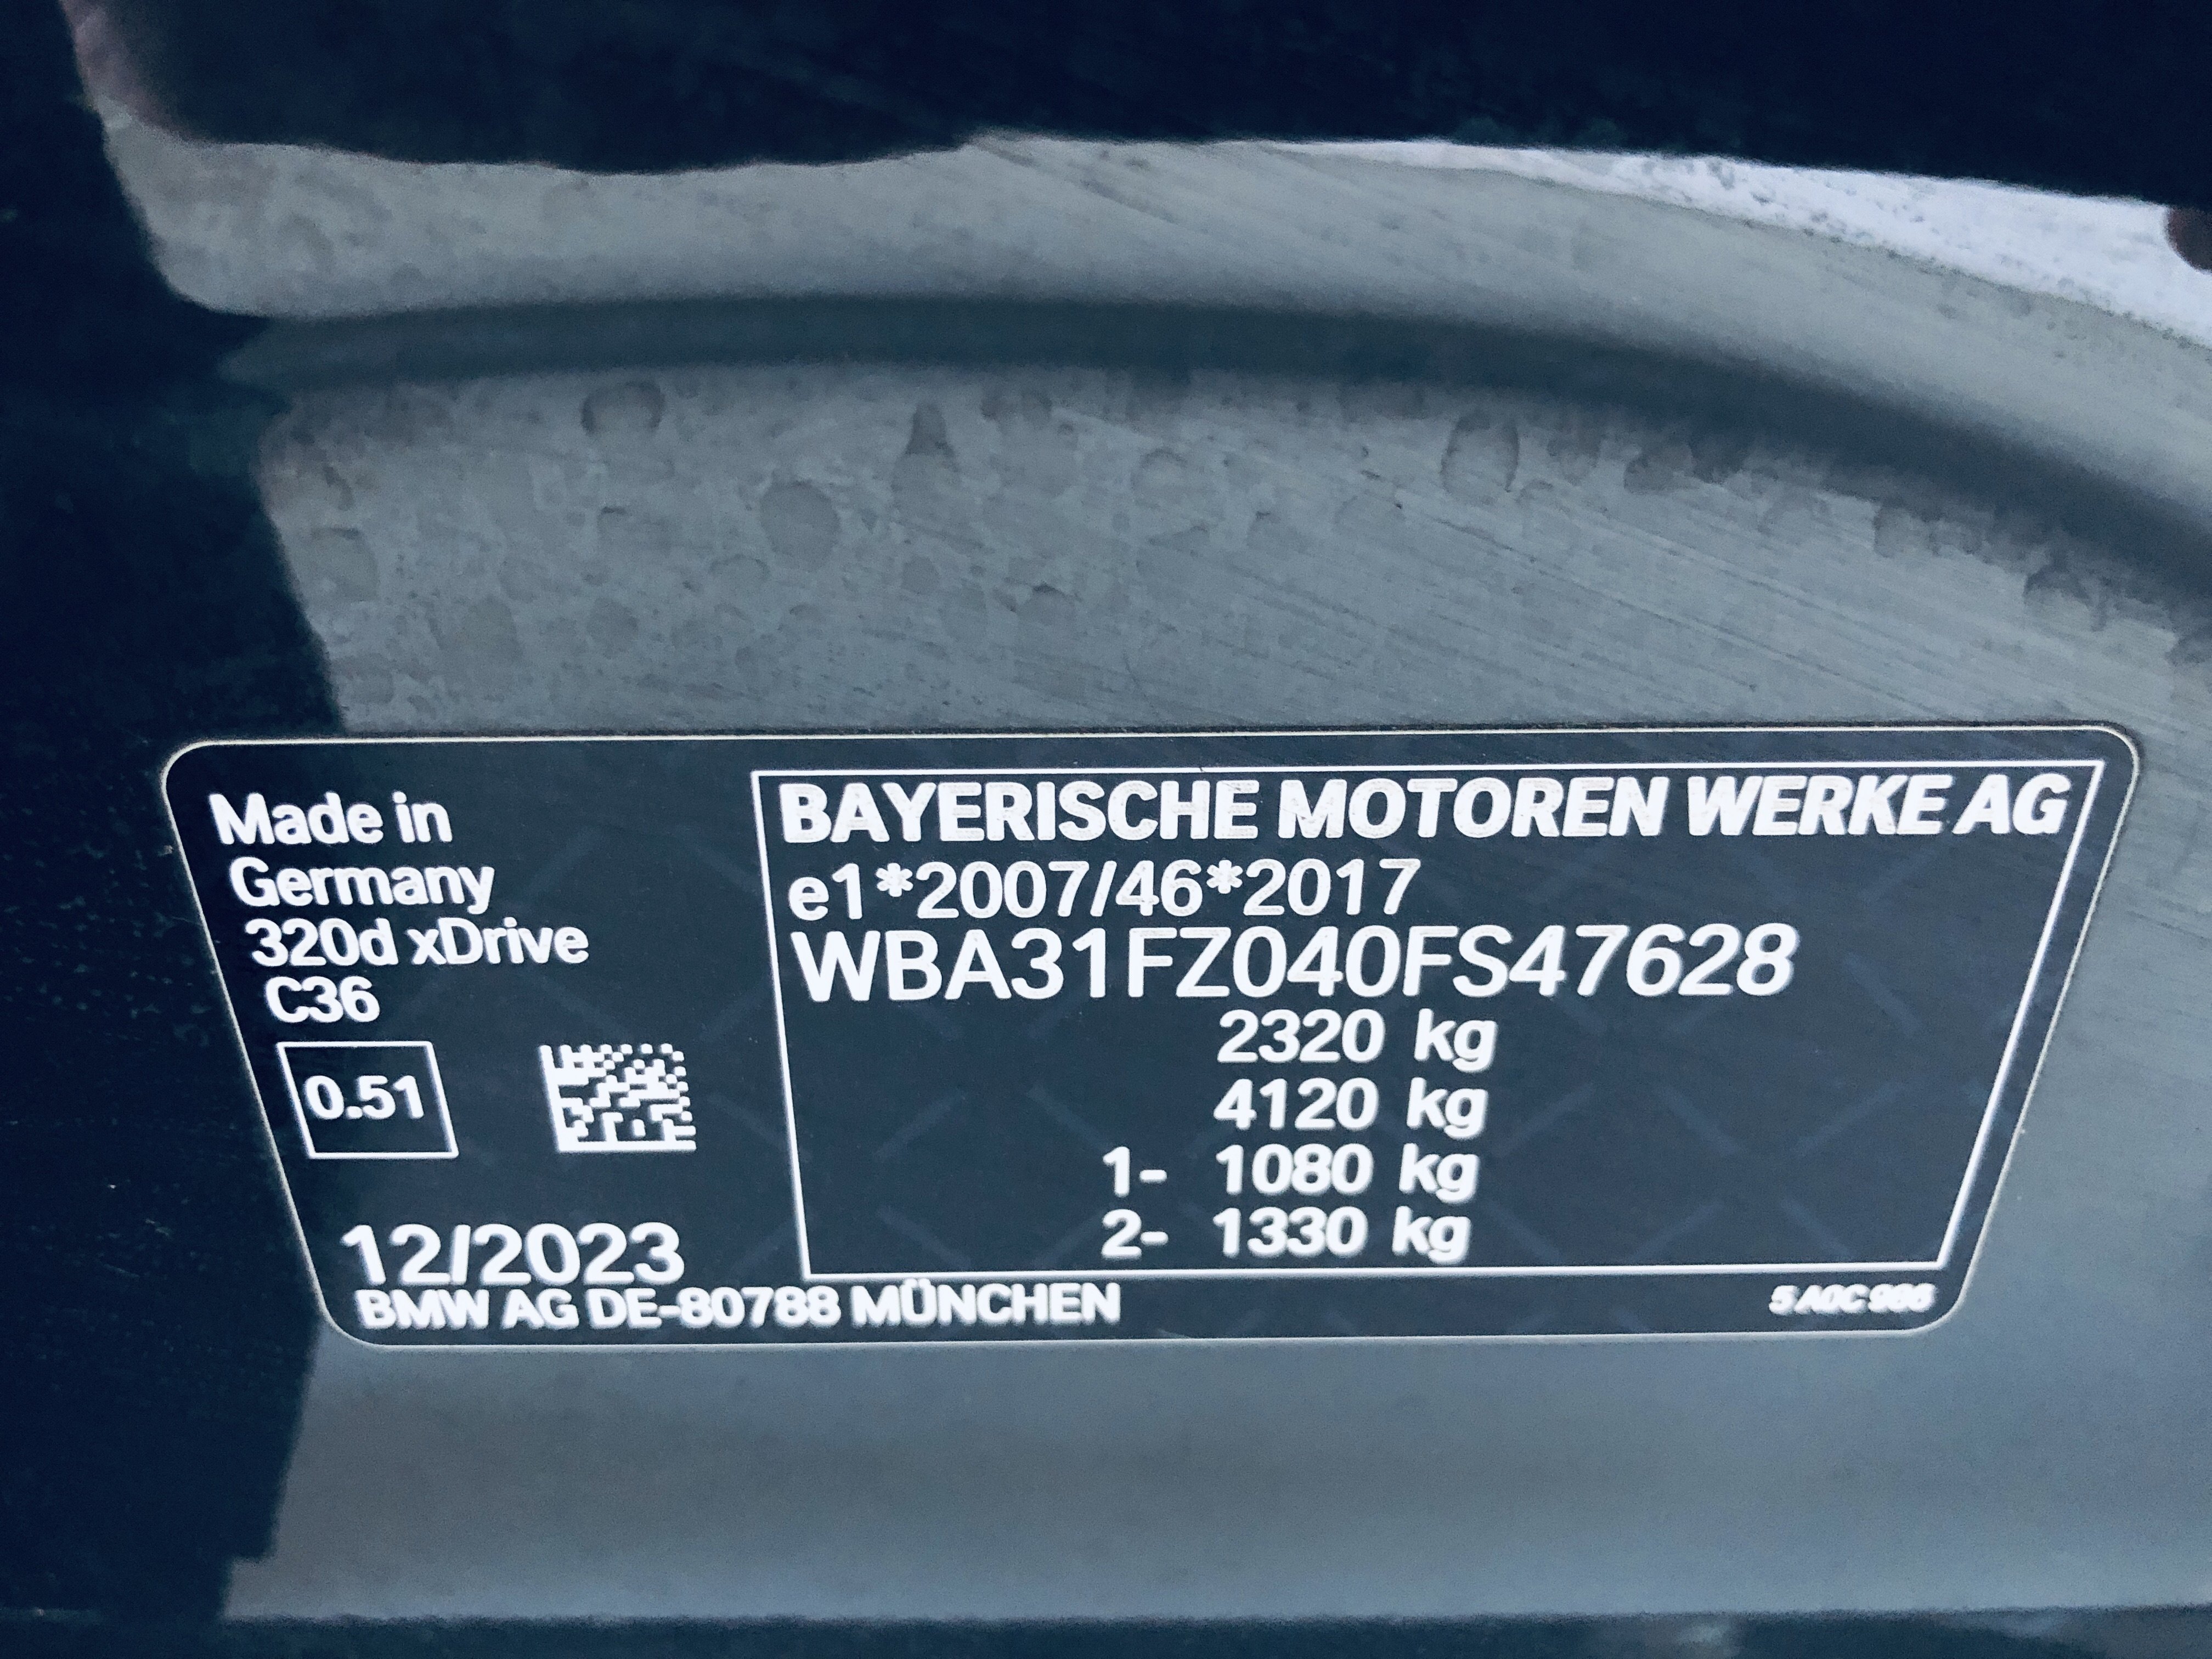 Made in
Germany
320d xDrive
C36
0.51
12/2023
BAYERISCHE MOTOREN WERKE AG
e1*2007/46*2017
WBA31FZ040FS47628
2320 kg
4120 kg
1- 1080 kg
2- 1330 kg
BMW AG DE-80788 MÜNCHEN